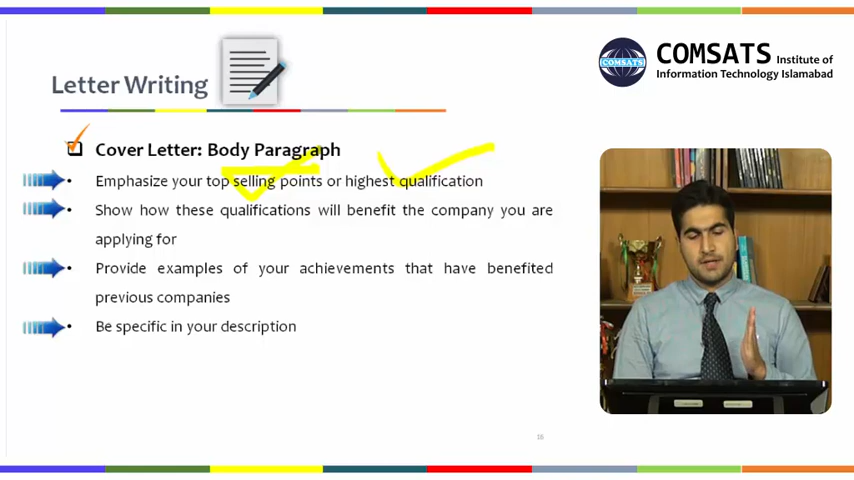 COMSATS Institute of
COMSATS
Information Technology Islamabad
Letter Writing
Cover Letter: Body Paragraph
• Emphasize your top selling points or highest qualification
• Show how these qualifications will benefit the company you are
applying for
• Provide examples of your achievements that have benefited
previous companies
• Be specific in your description
16